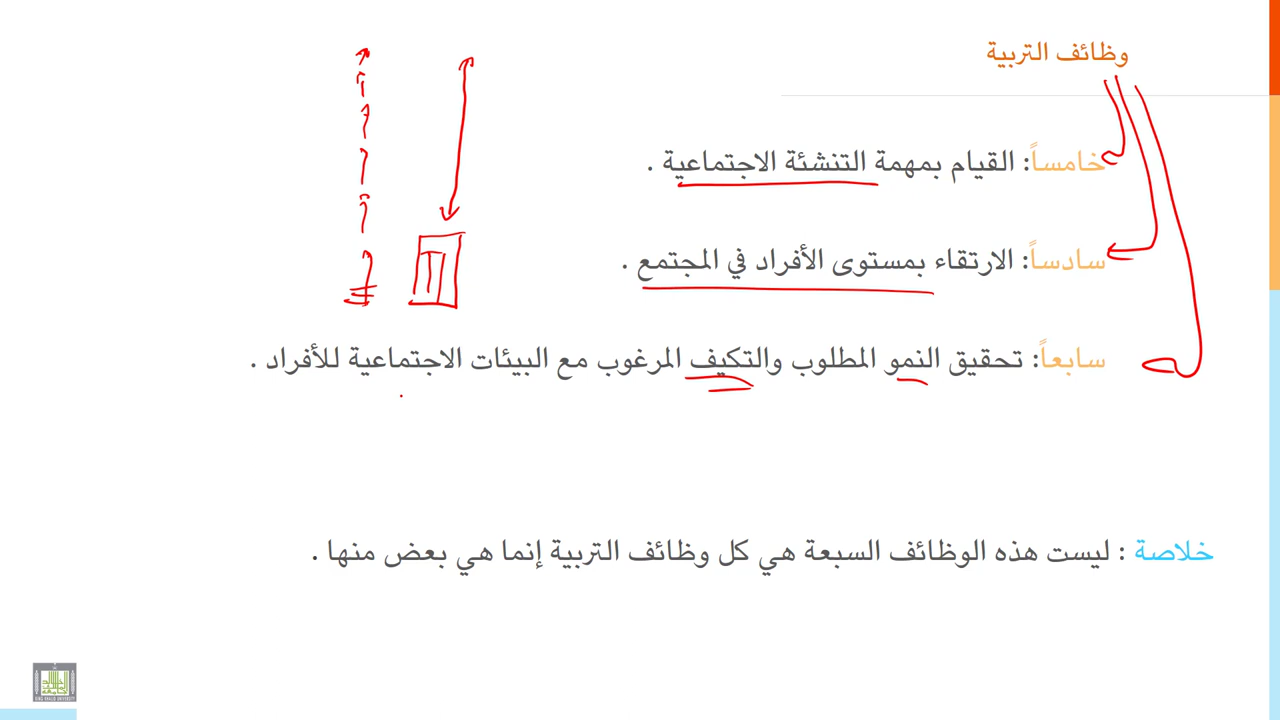 وظائف التربية
خامساً: القيام بمهمة التنشئة الاجتماعية .
سادساً: الارتقاء بمستوى الأفراد في المجتمع .
سابعاً: تحقيق النمو المطلوب والتكيف المرغوب مع البيئات الاجتماعية للأفراد .
خلاصة : ليست هذه الوظائف السبعة هي كل وظائف التربية إنما هي بعض منها .